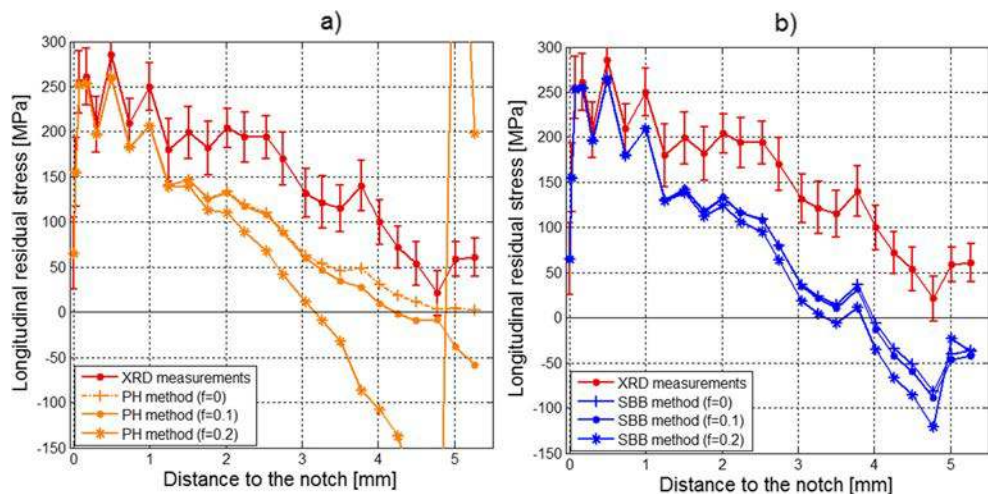 a)
Longitudinal residual stress [MPa]
300
250
200
150
100
50
0
-50
-100
-150
XRD measurements
PH method (f=0)
PH method (f=0.1)
PH method (f=0.2)
0 1 2 3 4 5
Distance to the notch [mm]
b)
Longitudinal residual stress [MPa]
300
250
200
150
100
50
0
-50
-100
-150
XRD measurements
SBB method (f=0)
SBB method (f=0.1)
SBB method (f=0.2)
0 1 2 3 4 5
Distance to the notch [mm]